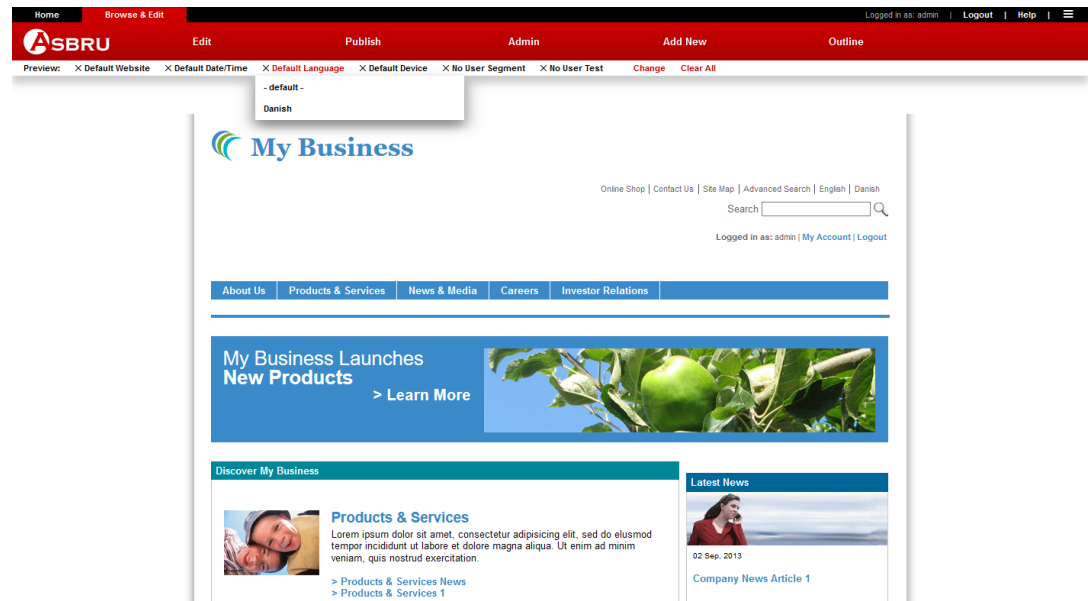 Home Browse & Edit Logged in as: admin | Logout | Help |
ASBRU Edit Publish Admin Add New Outline
Preview: × Default Website × Default Date/Time × Default Language × Default Device × No User Segment × No User Test Change Clear All
- default -
Danish
My Business
Online Shop | Contact Us | Site Map | Advanced Search | English | Danish
Search
Logged in as: admin | My Account | Logout
About Us Products & Services News & Media Careers Investor Relations
My Business Launches
New Products
> Learn More
Discover My Business
Latest News
Products & Services
Lorem ipsum dolor sit amet, consectetur adipisicing elit, sed do elusmod
tempor incididunt ut labore et dolore magna aliqua. Ut enim ad minim
veniam, quis nostrud exercitation.
02 Sep, 2013
Company News Article 1
> Products & Services News
> Products & Services 1